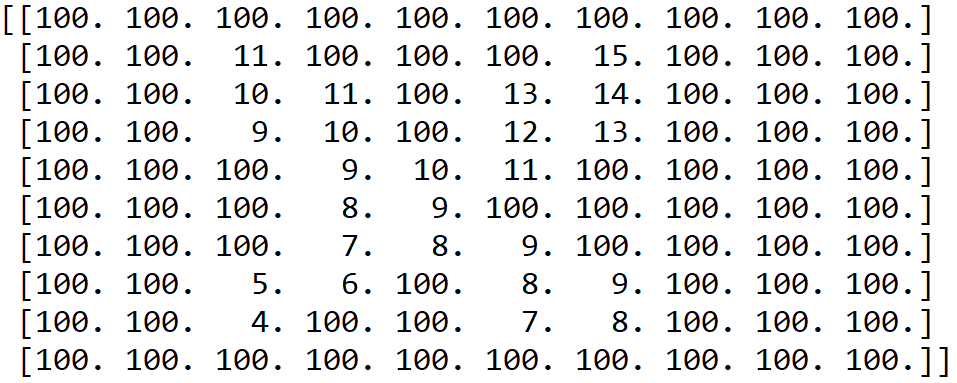 [[100. 100. 100. 100. 100. 100. 100. 100. 100. 100.]
 [100. 100.  11. 100. 100. 100.  15. 100. 100. 100.]
 [100. 100.  10.  11. 100.  13.  14. 100. 100. 100.]
 [100. 100.   9.  10. 100.  12.  13. 100. 100. 100.]
 [100. 100. 100.   9.  10.  11. 100. 100. 100. 100.]
 [100. 100. 100.   8.   9. 100. 100. 100. 100. 100.]
 [100. 100. 100.   7.   8.   9. 100. 100. 100. 100.]
 [100. 100.   5.   6. 100.   8.   9. 100. 100. 100.]
 [100. 100.   4. 100. 100.   7.   8. 100. 100. 100.]
 [100. 100. 100. 100. 100. 100. 100. 100. 100. 100.]]